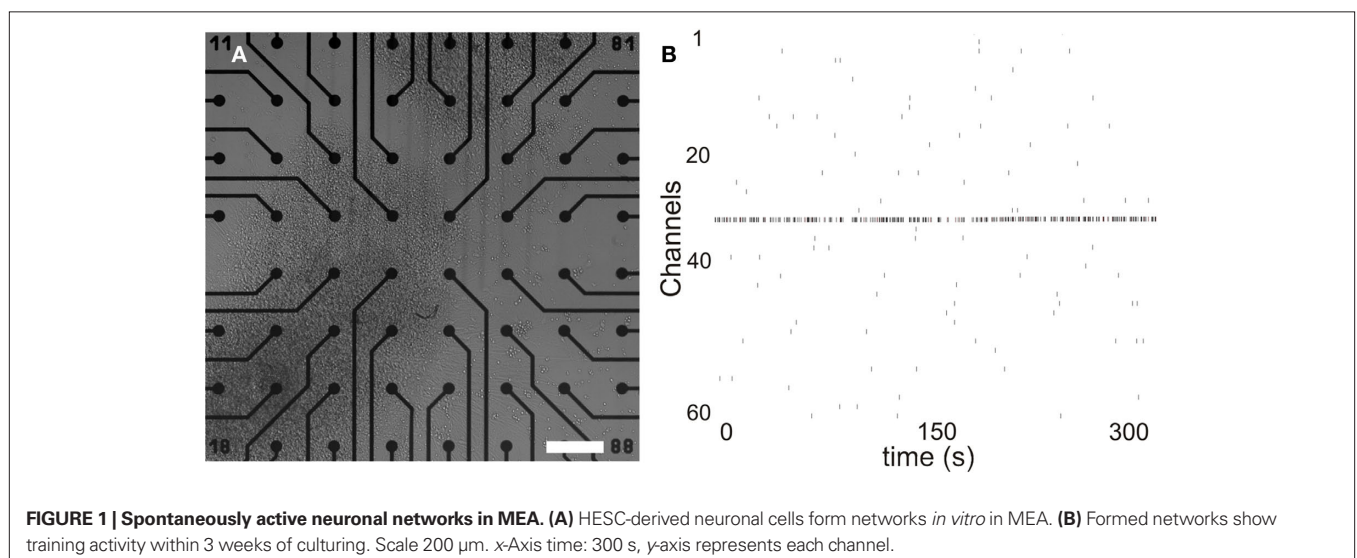 A
11
81
18
88
B
1
20
40
60
Channels
0 150 300
time (s)
FIGURE 1 | Spontaneously active neuronal networks in MEA. (A) HESC-derived neuronal cells form networks in vitro in MEA. (B) Formed networks show
training activity within 3 weeks of culturing. Scale 200 µm. x-Axis time: 300 s, y-axis represents each channel.